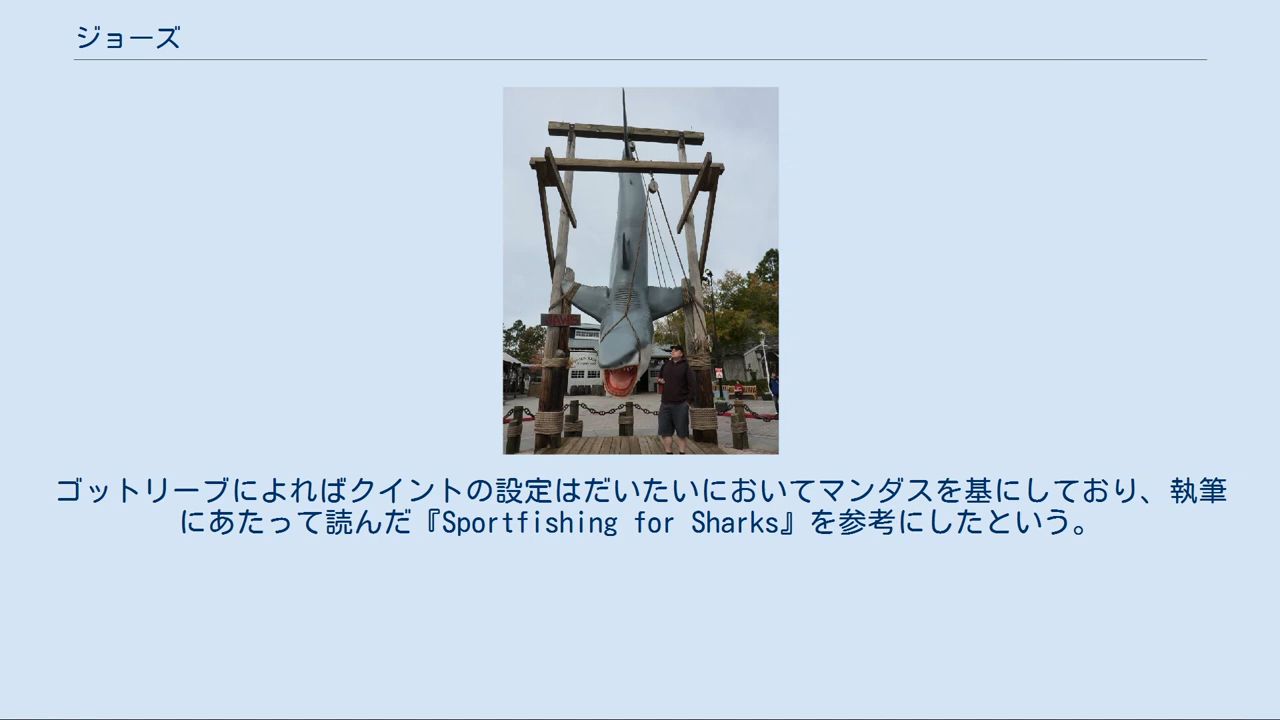 ジョーズ
ゴットリーブによればクイントの設定はだいたいにおいてマンダスを基にしており、執筆
にあたって読んだ『Sportfishing for Sharks』を参考にしたという。